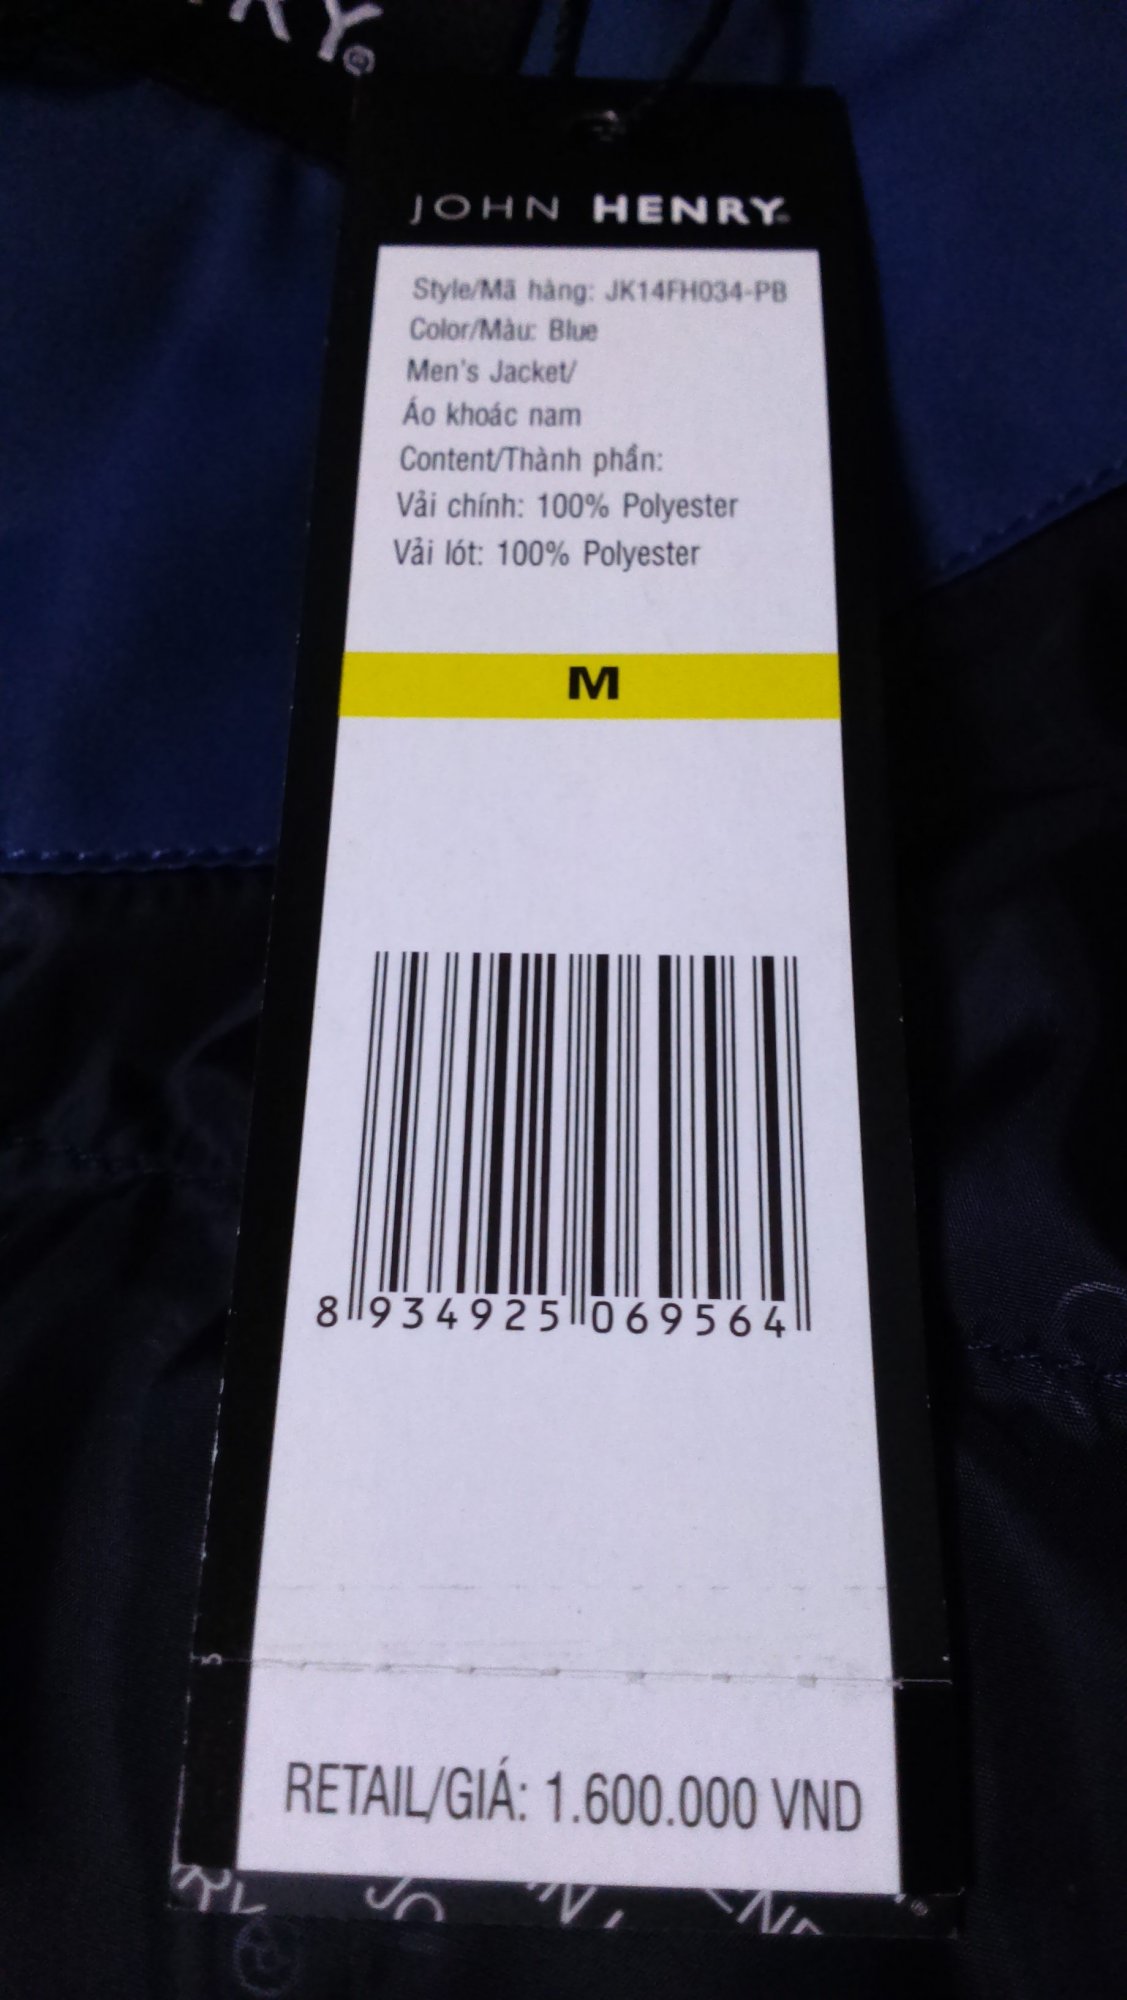 RY®
JOHN HENRY
Style/Mã hàng: JK14FH034-PB
Color/Màu: Blue
Men's Jacket/
Áo khoác nam
Content/Thành phần:
Vải chính: 100% Polyester
Vải lót: 100% Polyester
M
8 934925 069564
RETAIL/GIÁ: 1.600.000 VND